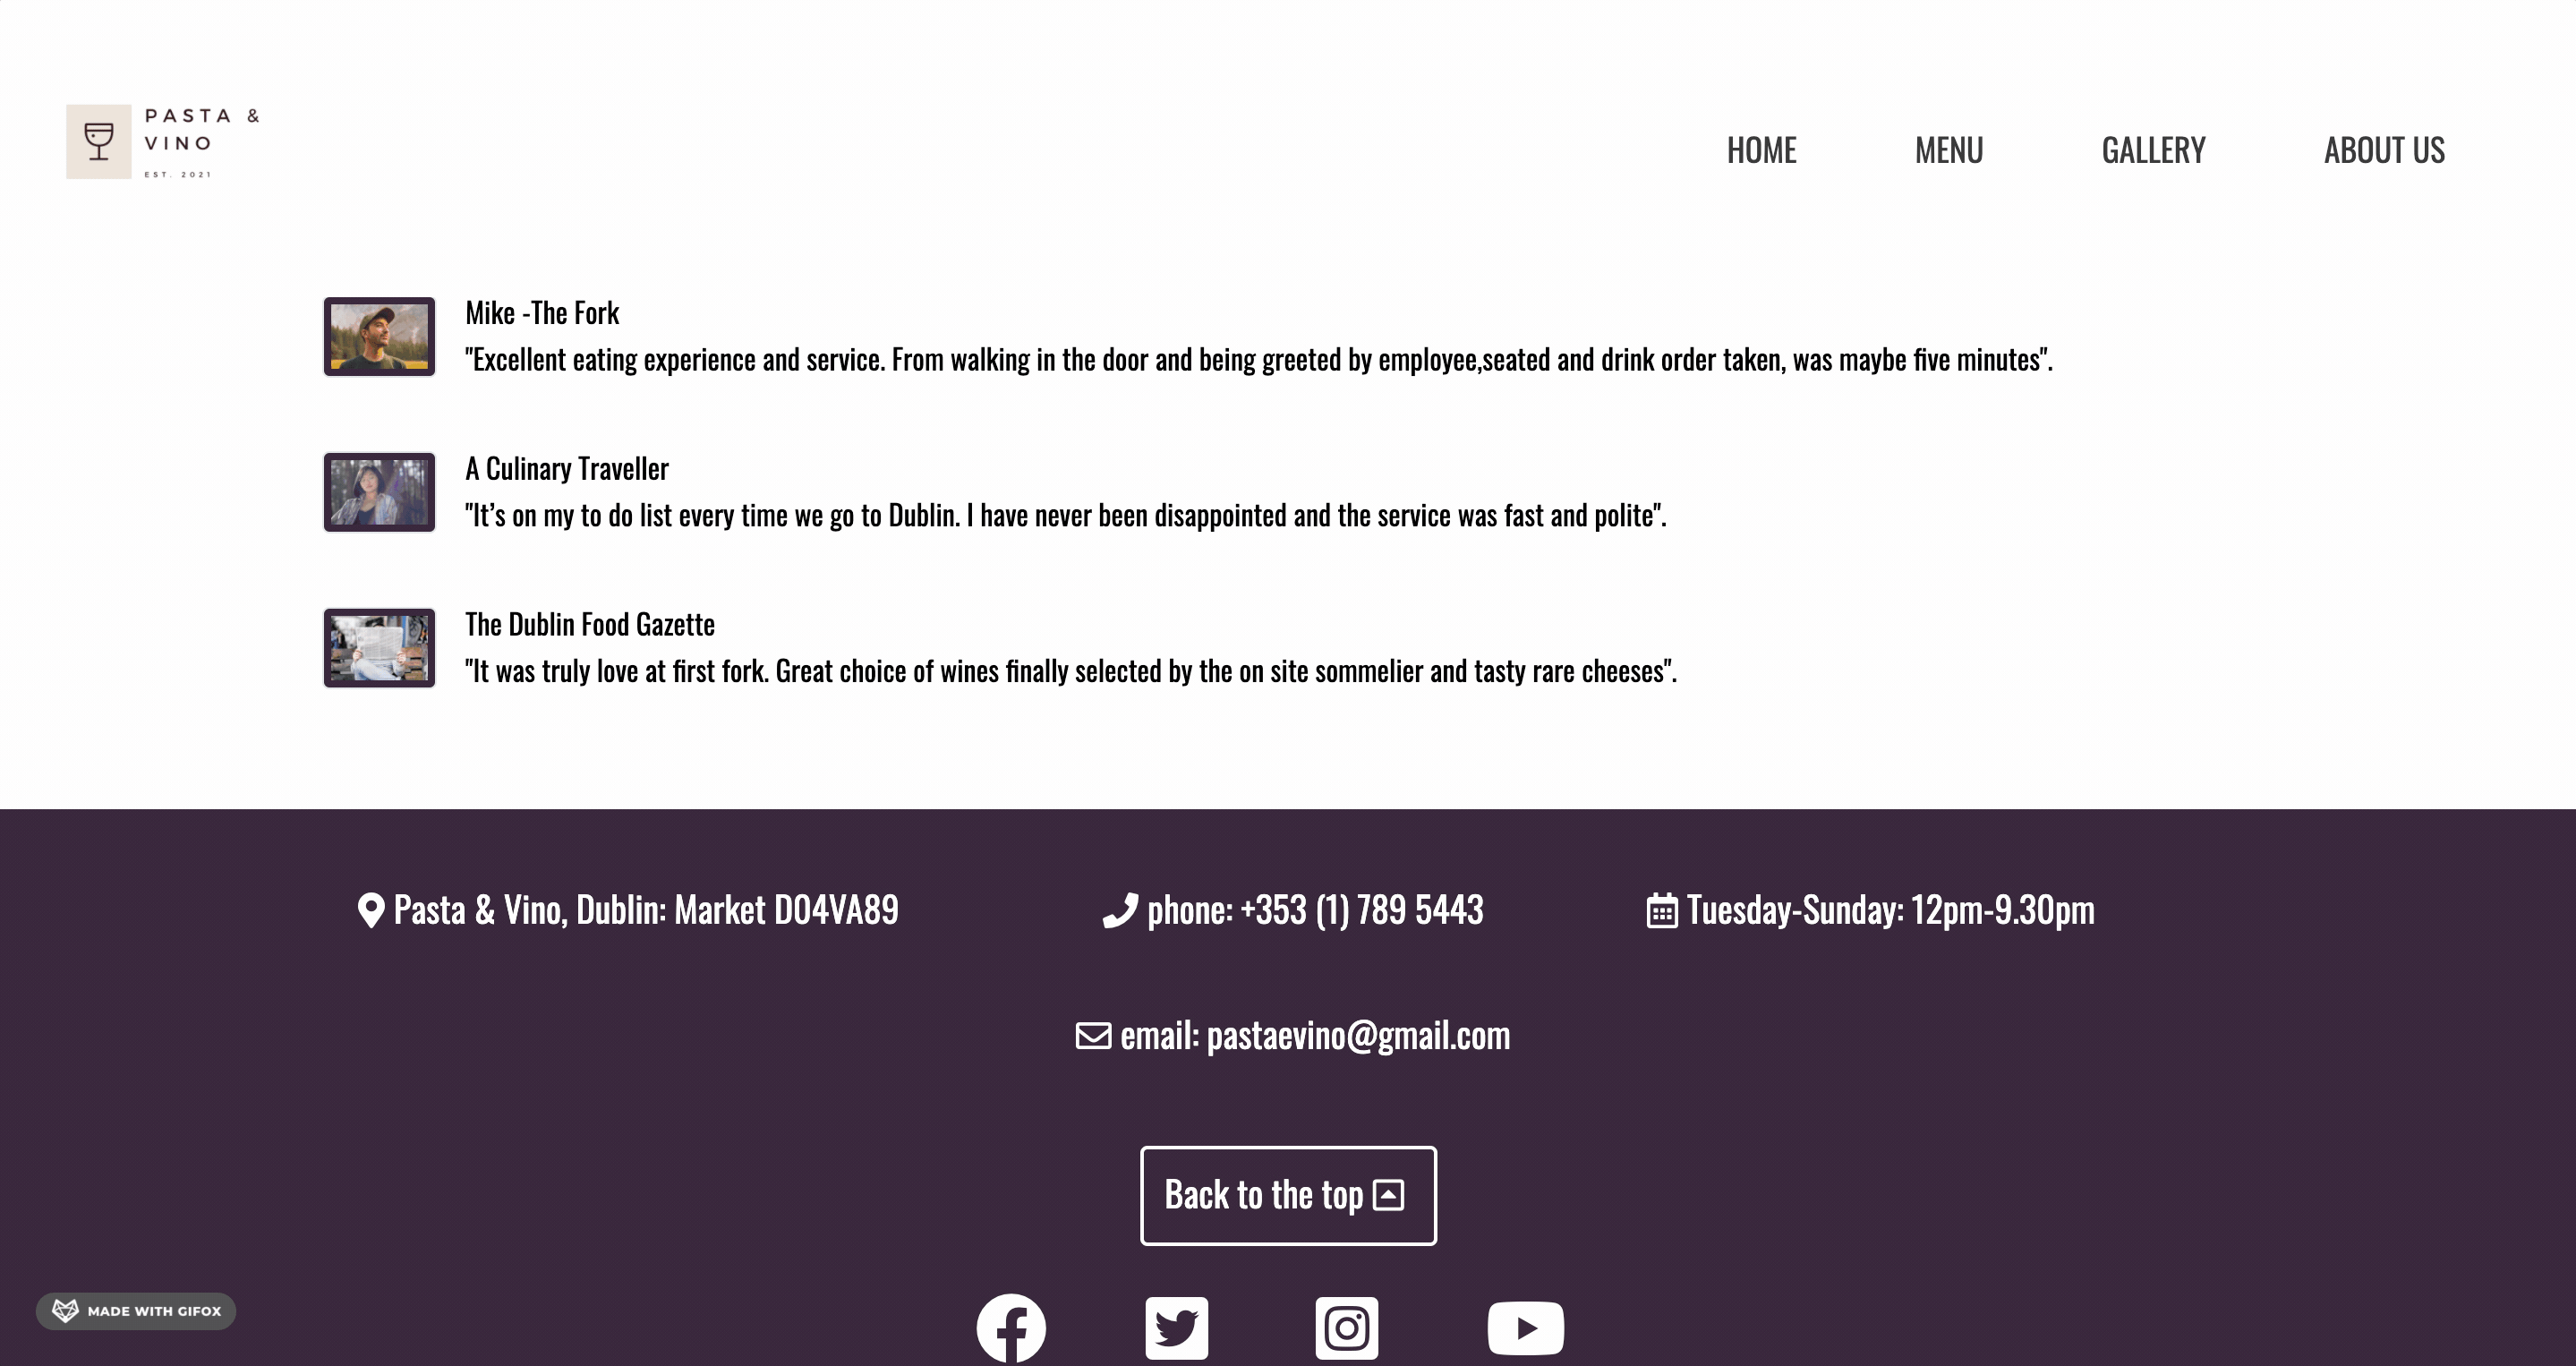 PASTA &
VINO
EST. 2021
HOME MENU GALLERY ABOUT US
Mike -The Fork
"Excellent eating experience and service. From walking in the door and being greeted by employee,seated and drink order taken, was maybe five minutes".
A Culinary Traveller
"It’s on my to do list every time we go to Dublin. I have never been disappointed and the service was fast and polite".
The Dublin Food Gazette
"It was truly love at first fork. Great choice of wines finally selected by the on site sommelier and tasty rare cheeses".
Pasta & Vino, Dublin: Market D04VA89 phone: +353 (1) 789 5443 Tuesday-Sunday: 12pm-9.30pm
email: pastaevino@gmail.com
Back to the top
MADE WITH GIFOX